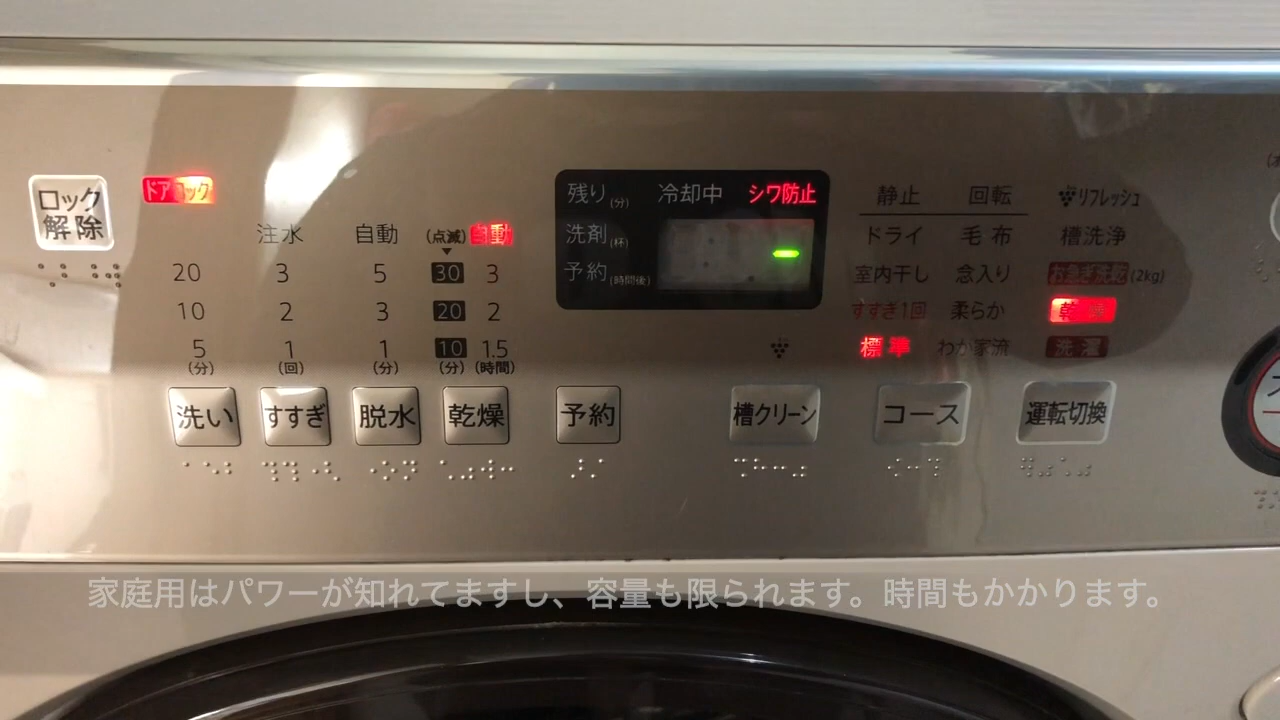 ロック
解除
ドアロック
注水
自動
(点滅)
自動
20
3
5
30
3
10
2
3
20
2
5
1
1
10
1.5
(分)
(回)
(分)
(分)
(時間)
洗い
すすぎ
脱水
乾燥
予約
残り(分)
冷却中
シワ防止
洗剤(杯)
予約(時間後)
静止
回転
リフレッシュ
ドライ
毛布
槽洗浄
室内干し
念入り
お急ぎ洗乾(2kg)
すすぎ1回
柔らか
乾燥
標準
わが家流
洗濯
槽クリーン
コース
運転切換
家庭用はパワーが知れてますし、容量も限られます。時間もかかります。